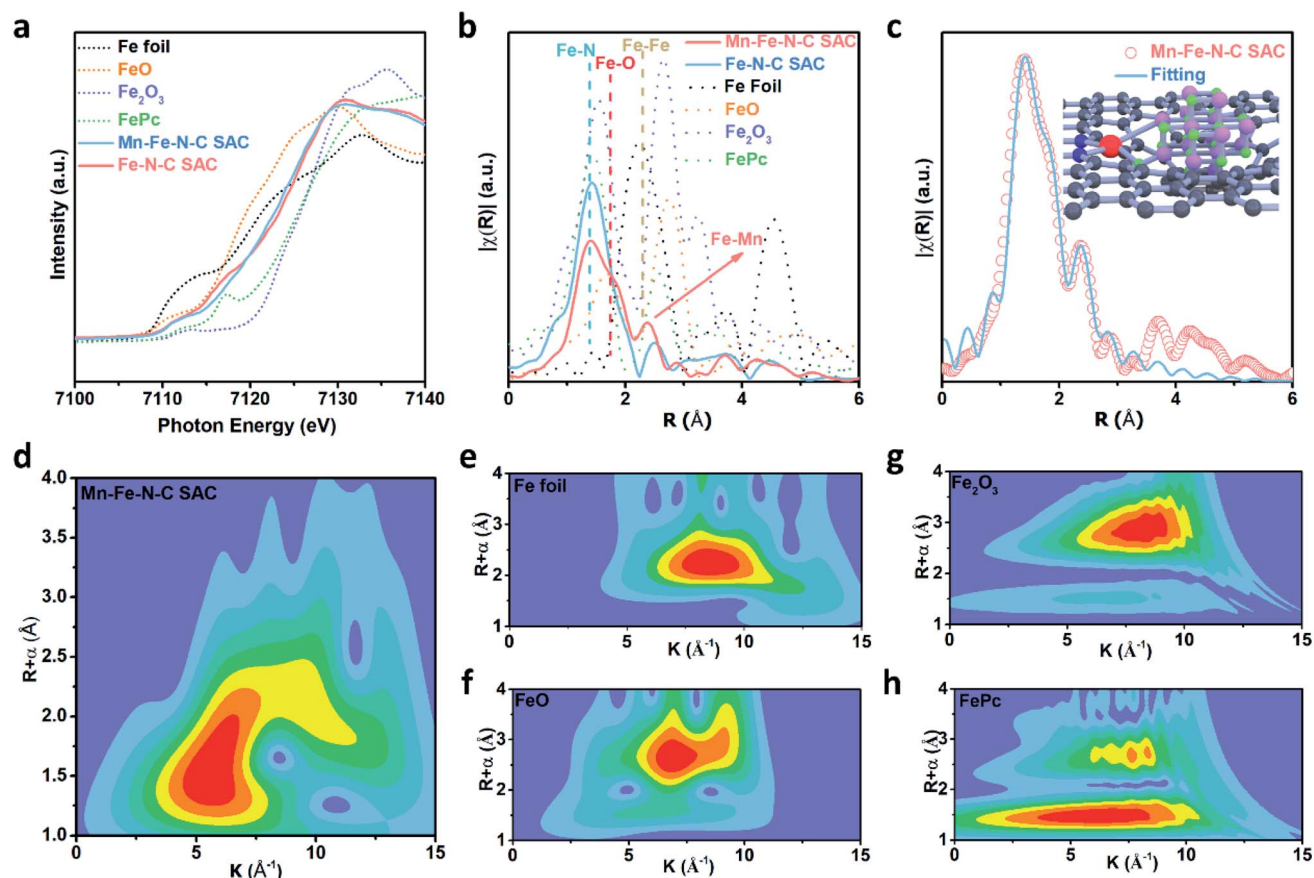 a
Fe foil
FeO
Fe₂O₃
FePc
Mn-Fe-N-C SAC
Fe-N-C SAC
Intensity (a.u.)
7100 7110 7120 7130 7140
Photon Energy (eV)
b
Fe-N
Fe-O
Fe-Fe
Mn-Fe-N-C SAC
Fe-N-C SAC
Fe Foil
FeO
Fe₂O₃
FePc
Fe-Mn
|χ(R)| (a.u.)
0 2 4 6
R (Å)
c
Mn-Fe-N-C SAC
Fitting
|χ(R)| (a.u.)
0 1 2 3 4 5 6
R (Å)
d
Mn-Fe-N-C SAC
4.0
3.5
3.0
2.5
2.0
1.5
1.0
R+α (Å)
0 5 10 15
K (Å⁻¹)
e
Fe foil
4
3
2
1
R+α (Å)
0 5 10 15
K (Å⁻¹)
f
FeO
4
3
2
1
R+α (Å)
0 5 10 15
K (Å⁻¹)
g
Fe₂O₃
4
3
2
1
R+α (Å)
0 5 10 15
K (Å⁻¹)
h
FePc
4
3
2
1
R+α (Å)
0 5 10 15
K (Å⁻¹)